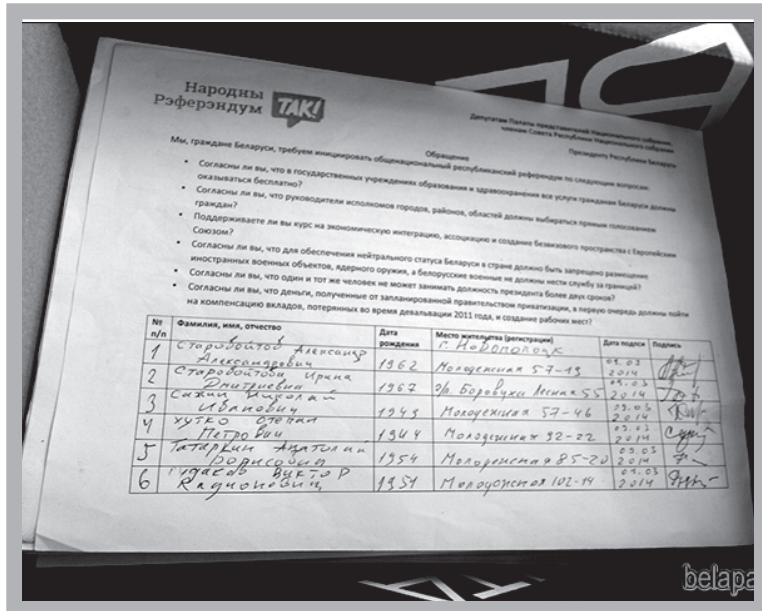 Народны
Рэферэндум ТАК!
Депутатам Палаты представителей Национального собрания,
членам Совета Республики Национального собрания
Президенту Республики Беларусь
Обращение
Мы, граждане Беларуси, требуем инициировать общенациональный республиканский референдум по следующим вопросам:
• Согласны ли вы, что в государственных учреждениях образования и здравоохранения все услуги гражданам Беларуси должны
оказываться бесплатно?
• Согласны ли вы, что руководители исполкомов городов, районов, областей должны выбираться прямым голосованием
граждан?
• Поддерживаете ли вы курс на экономическую интеграцию, ассоциацию и создание безвизового пространства с Европейским
Союзом?
• Согласны ли вы, что для обеспечения нейтрального статуса Беларуси в стране должно быть запрещено размещение
иностранных военных объектов, ядерного оружия, а белорусские военные не должны нести службу за границей?
• Согласны ли вы, что один и тот же человек не может занимать должность президента более двух сроков?
• Согласны ли вы, что деньги, полученные от запланированной правительством приватизации, в первую очередь должны пойти
на компенсацию вкладов, потерянных во время девальвации 2011 года, и создание рабочих мест?
№ п/п Фамилия, имя, отчество Дата рождения Место жительства (регистрации) Дата подписи Подпись
г. Новополоцк
1 Старовойтов Александр Александрович 1962 Молодежная 57-13 09.03 2014
2 Старовойтова Ирина Дмитриевна 1967 Боровуха Лесная 55 09.03 2014
3 Николай Иванович 1943 Молодежная 57-46 09.03 2014
4 Хутко Степан Петрович 1944 Молодежная 92-22 09.03 2014
5 Татаркин Анатолий Борисович 1954 Молодежная 85-20 09.03 2014
6 Виктор Радионович 1951 Молодежная 102-14 09.03 2014
belapa